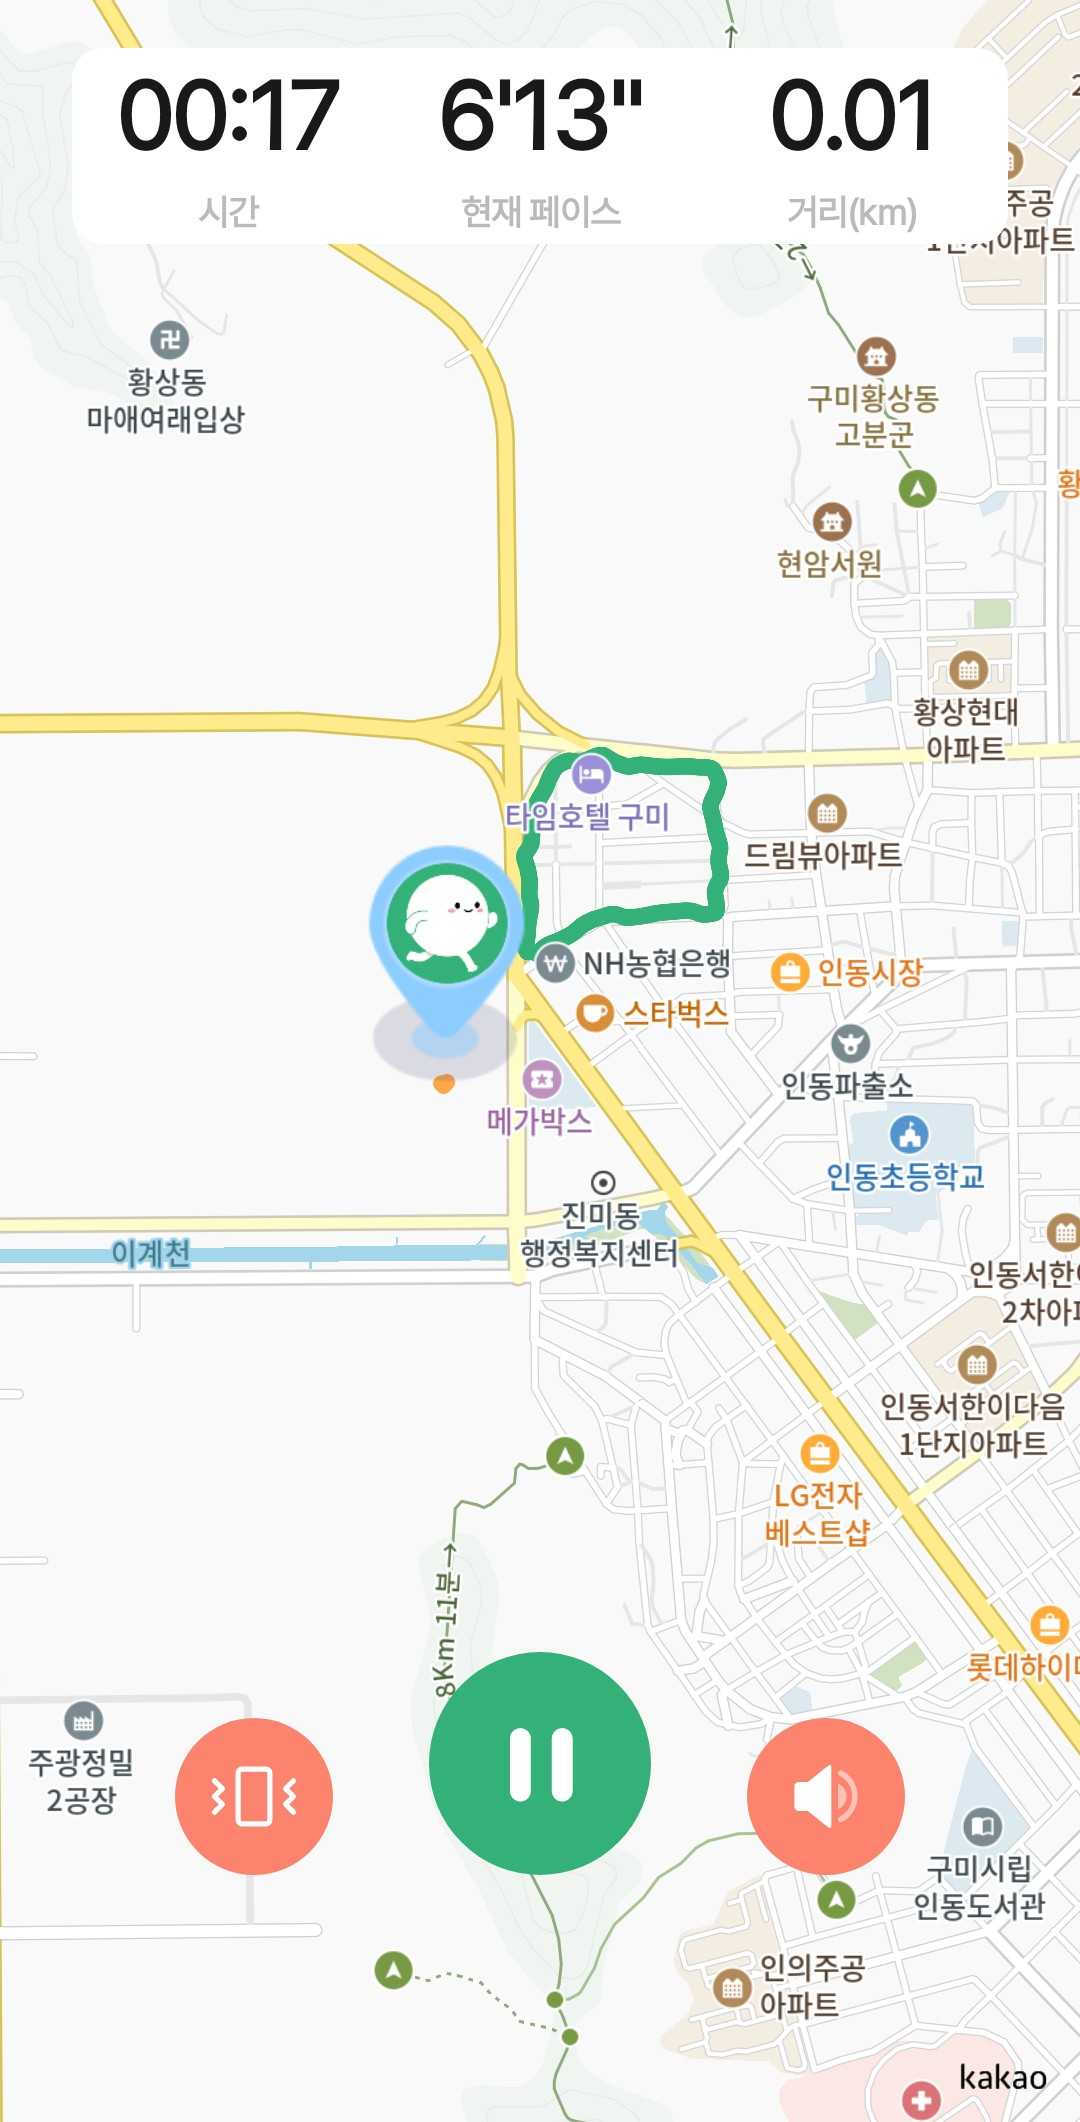 00:17
6'13"
0.01
시간
현재 페이스
거리(km)
주공
1단지아파트
황상동
마애여래입상
구미황상동
고분군
황
현암서원
황상현대
아파트
타임호텔 구미
드림뷰아파트
NH농협은행
인동시장
스타벅스
인동파출소
메가박스
인동초등학교
진미동
행정복지센터
이계천
인동서한이
2차아파
인동서한이다음
1단지아파트
LG전자
베스트샵
8Km 11분
롯데하이마
주광정밀
2공장
구미시립
인동도서관
인의주공
아파트
kakao